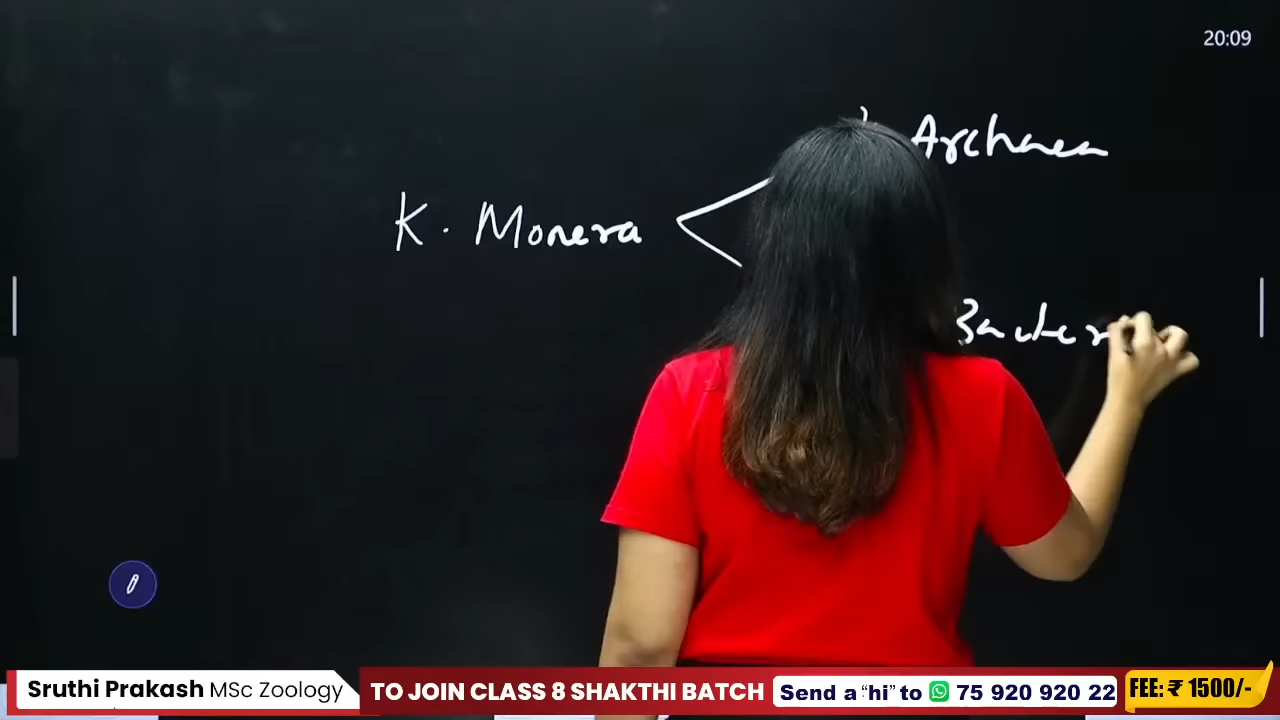 20:09
Archaea
K. Monera
Bacter
Sruthi Prakash MSc Zoology
TO JOIN CLASS 8 SHAKTHI BATCH
Send a “hi” to 75 920 920 22
FEE: ₹ 1500/-